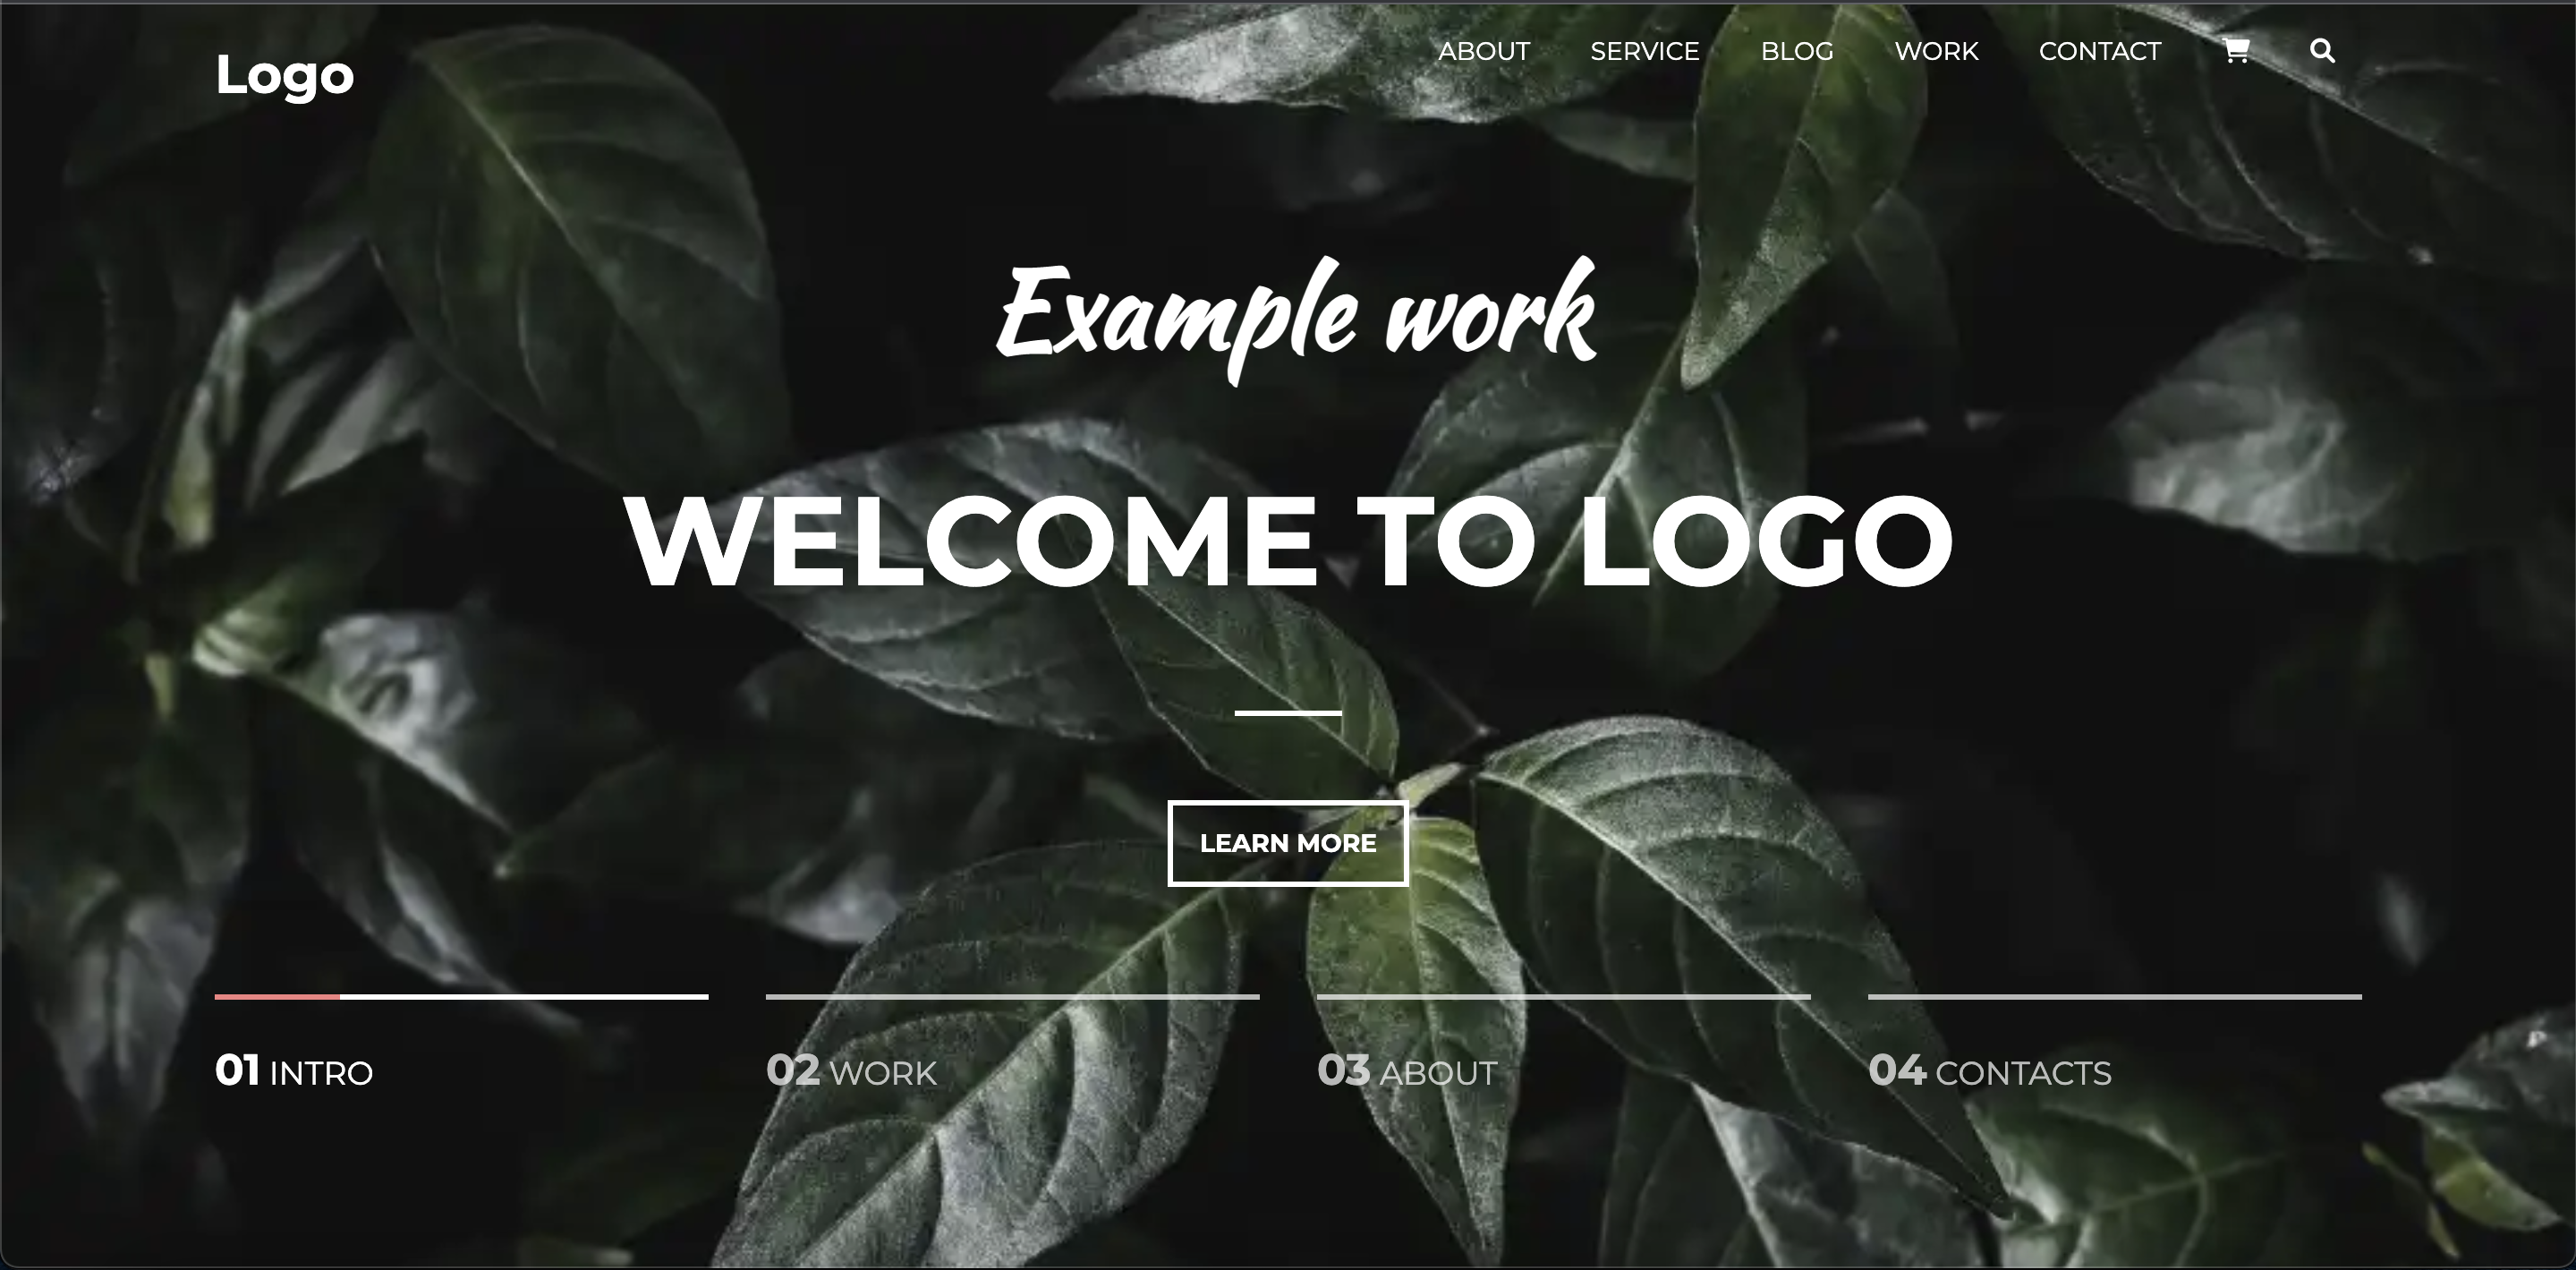 Logo
ABOUT SERVICE BLOG WORK CONTACT
Example work
WELCOME TO LOGO
LEARN MORE
01 INTRO
02 WORK
03 ABOUT
04 CONTACTS